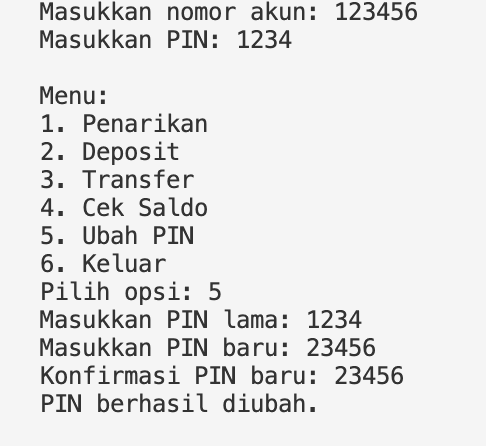 Masukkan nomor akun: 123456
Masukkan PIN: 1234

Menu:
1. Penarikan
2. Deposit
3. Transfer
4. Cek Saldo
5. Ubah PIN
6. Keluar
Pilih opsi: 5
Masukkan PIN lama: 1234
Masukkan PIN baru: 23456
Konfirmasi PIN baru: 23456
PIN berhasil diubah.